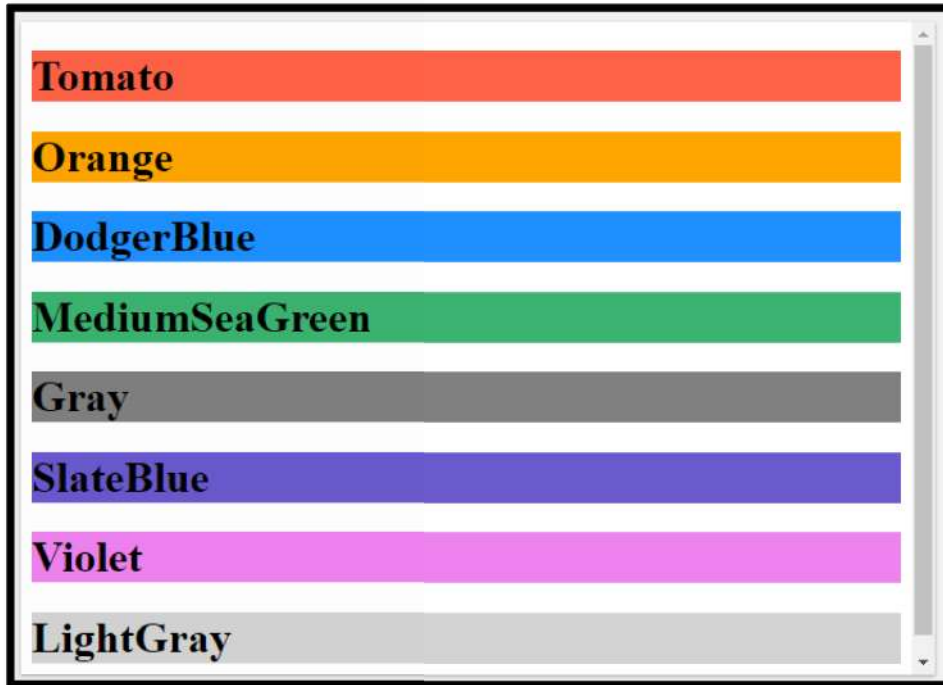 Tomato
Orange
DodgerBlue
MediumSeaGreen
Gray
SlateBlue
Violet
LightGray